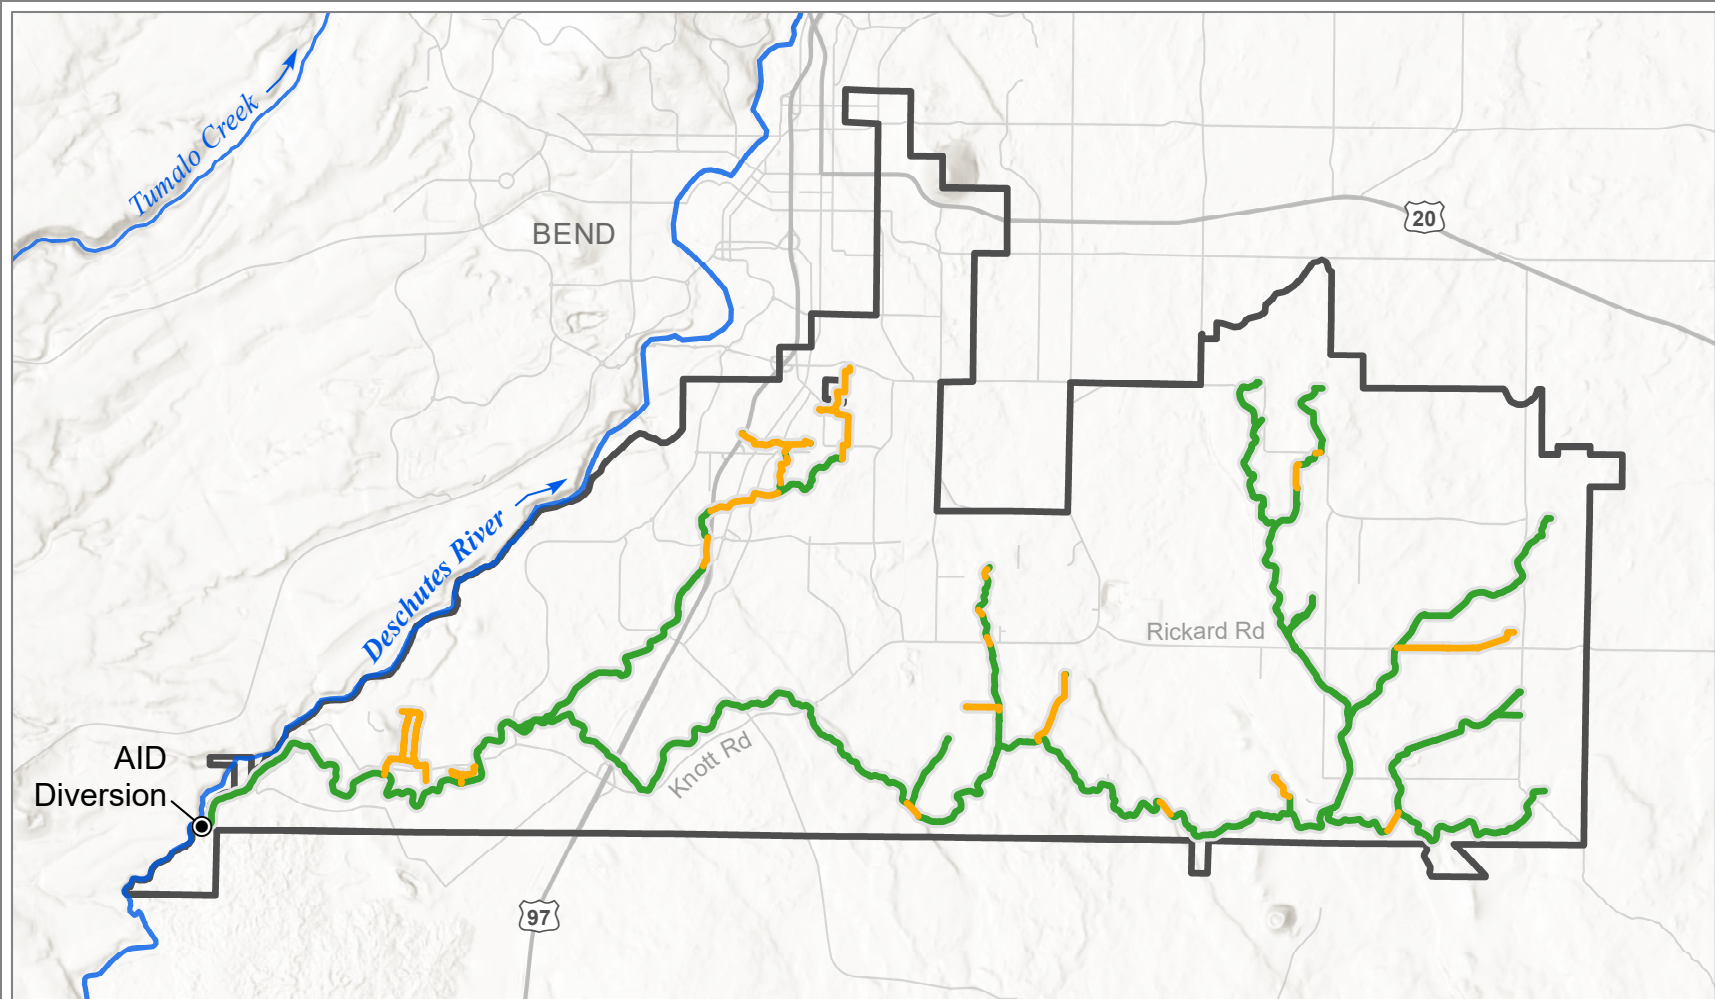 Tumalo Creek
BEND
20
Deschutes River
Rickard Rd
Knott Rd
AID
Diversion
97